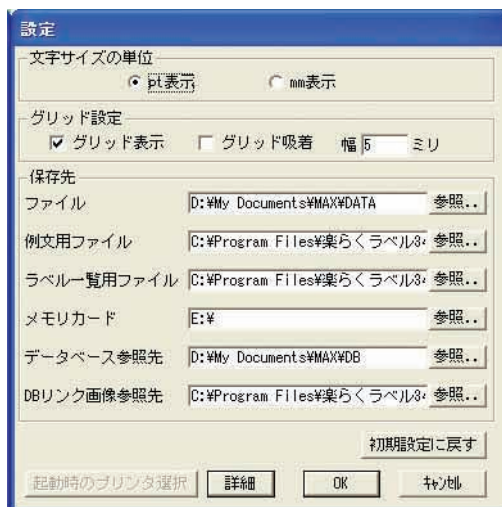 設定
文字サイズの単位
pt表示 mm表示
グリッド設定
グリッド表示 グリッド吸着 幅 5 ミリ
保存先
ファイル D:¥My Documents¥MAX¥DATA 参照..
例文用ファイル C:¥Program Files¥楽らくラベル34 参照..
ラベル一覧用ファイル C:¥Program Files¥楽らくラベル34 参照..
メモリカード E:¥ 参照..
データベース参照先 D:¥My Documents¥MAX¥DB 参照..
DBリンク画像参照先 C:¥Program Files¥楽らくラベル34 参照..
初期設定に戻す
起動時のプリンタ選択 詳細 OK ｷｬﾝｾﾙ